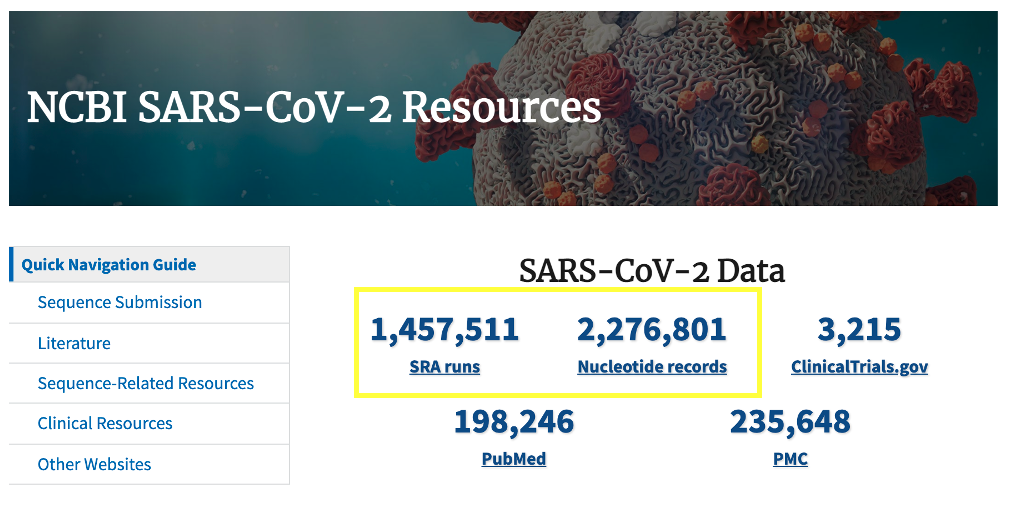 NCBI SARS-CoV-2 Resources
Quick Navigation Guide
Sequence Submission
Literature
Sequence-Related Resources
Clinical Resources
Other Websites
SARS-CoV-2 Data
1,457,511
SRA runs
2,276,801
Nucleotide records
3,215
ClinicalTrials.gov
198,246
PubMed
235,648
PMC